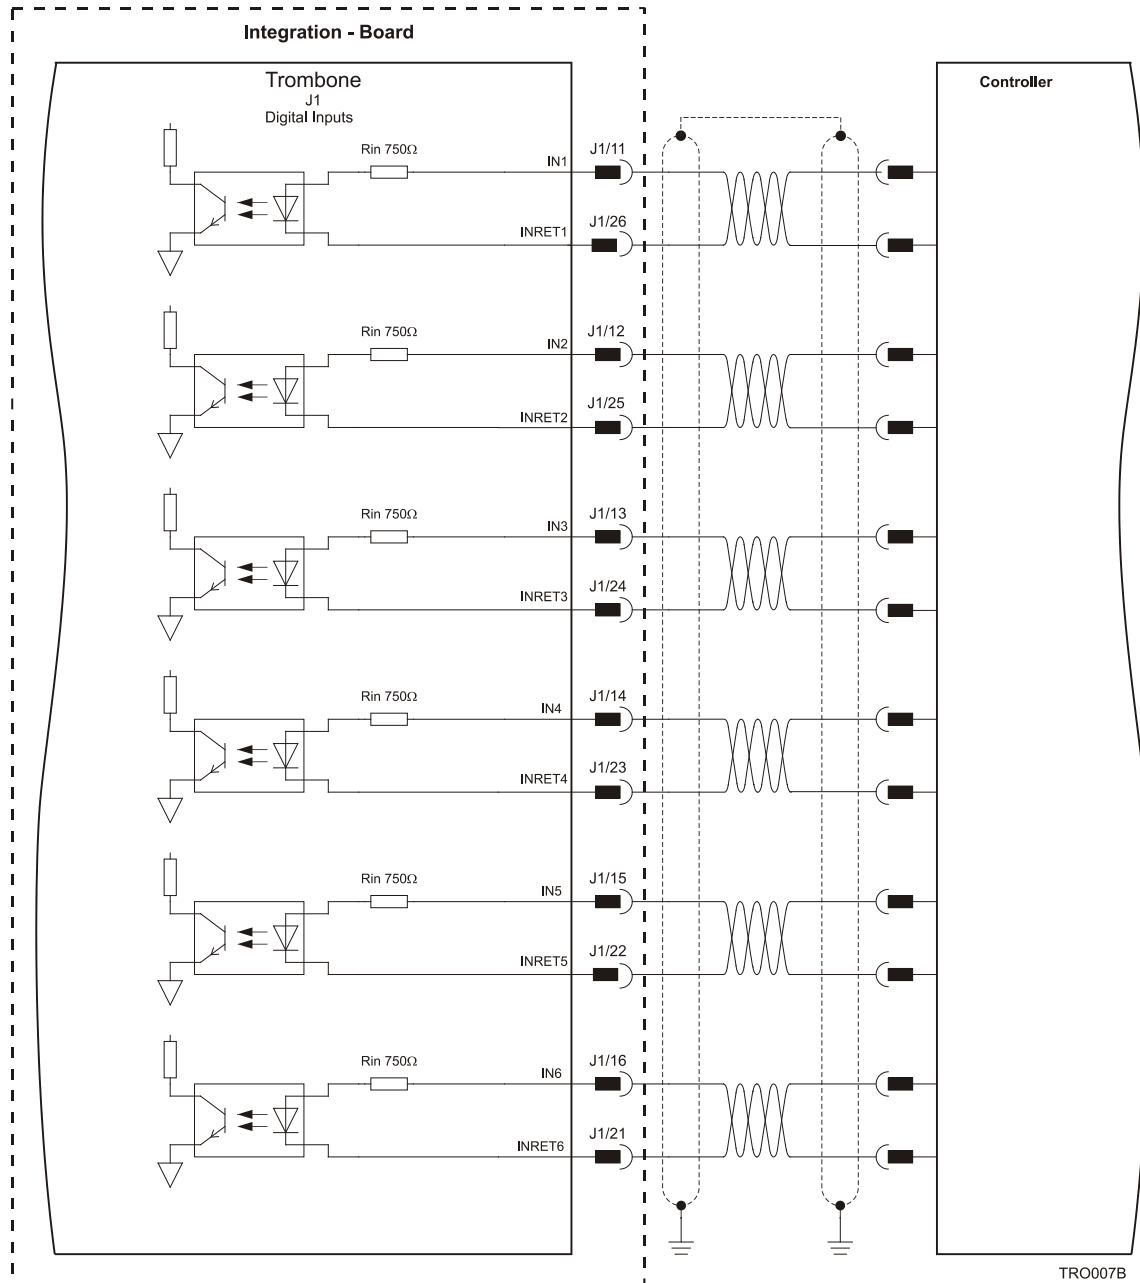 Integration - Board
Trombone
J1
Digital Inputs
Controller
Rin 750Ω
IN1
J1/11
INRET1
J1/26
Rin 750Ω
IN2
J1/12
INRET2
J1/25
Rin 750Ω
IN3
J1/13
INRET3
J1/24
Rin 750Ω
IN4
J1/14
INRET4
J1/23
Rin 750Ω
IN5
J1/15
INRET5
J1/22
Rin 750Ω
IN6
J1/16
INRET6
J1/21
TRO007B